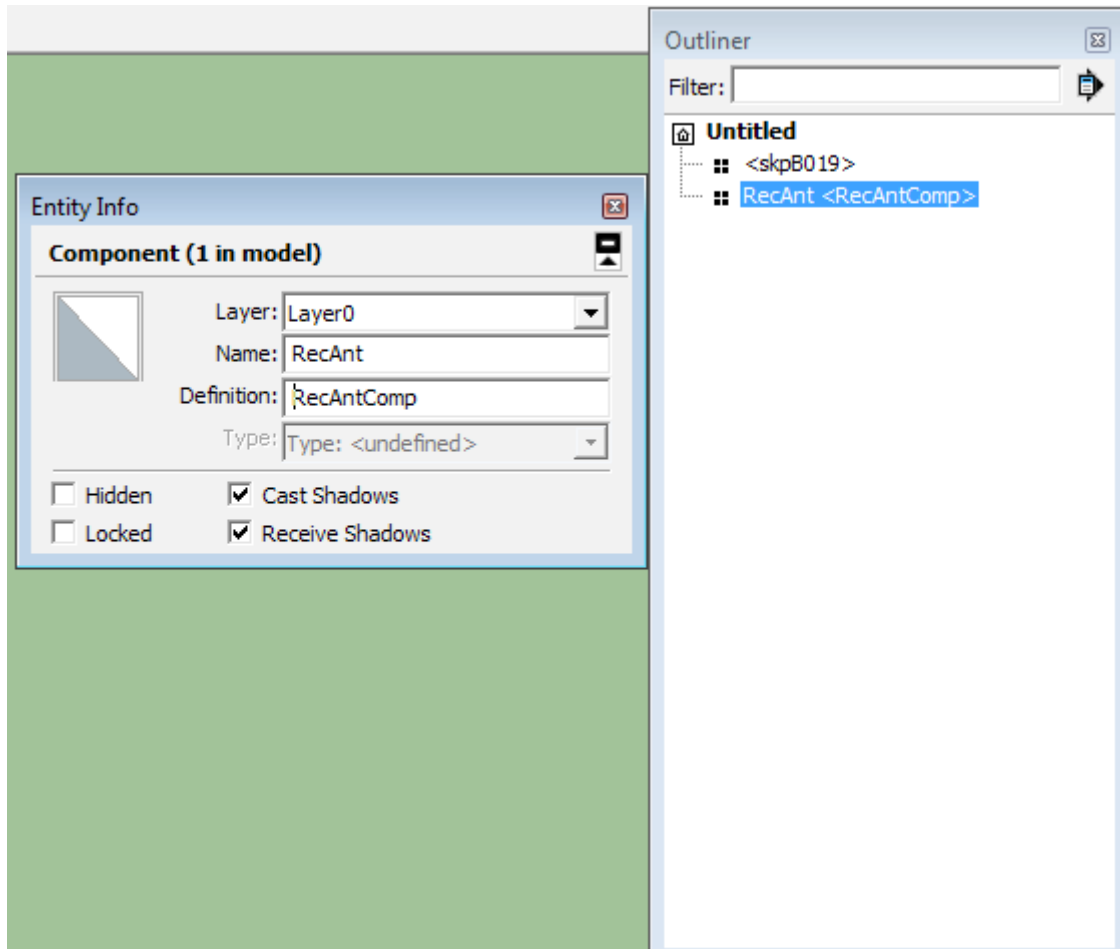 Entity Info
Component (1 in model)
Layer: Layer0
Name: RecAnt
Definition: RecAntComp
Type: Type: <undefined>
Hidden Cast Shadows
Locked Receive Shadows
Outliner
Filter:
Untitled
<skpB019>
RecAnt <RecAntComp>